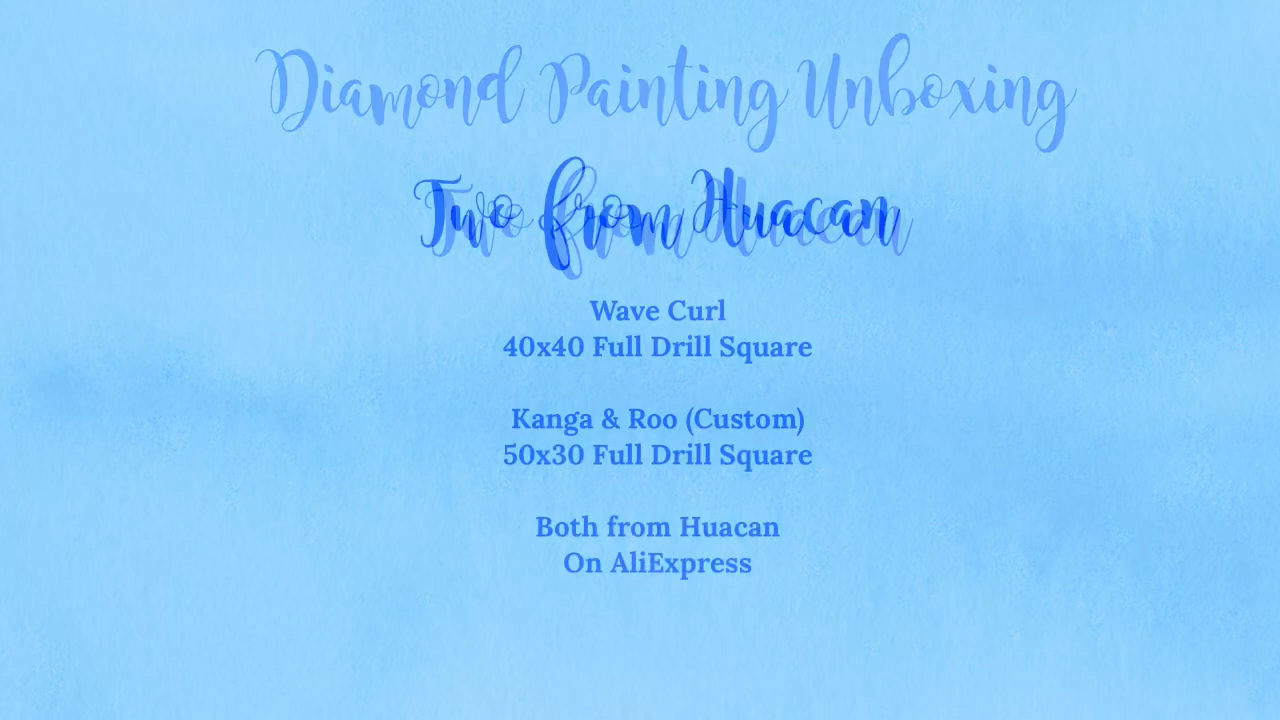 Diamond Painting Unboxing
Two from Huacan
Wave Curl
40x40 Full Drill Square
Kanga & Roo (Custom)
50x30 Full Drill Square
Both from Huacan
On AliExpress